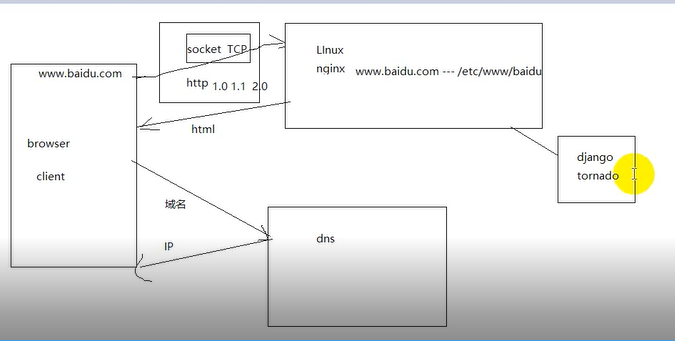 www.baidu.com
browser
client
socket TCP
http 1.0 1.1 2.0
LInux
nginx www.baidu.com --- /etc/www/baidu
html
django
tornado
域名
IP
dns